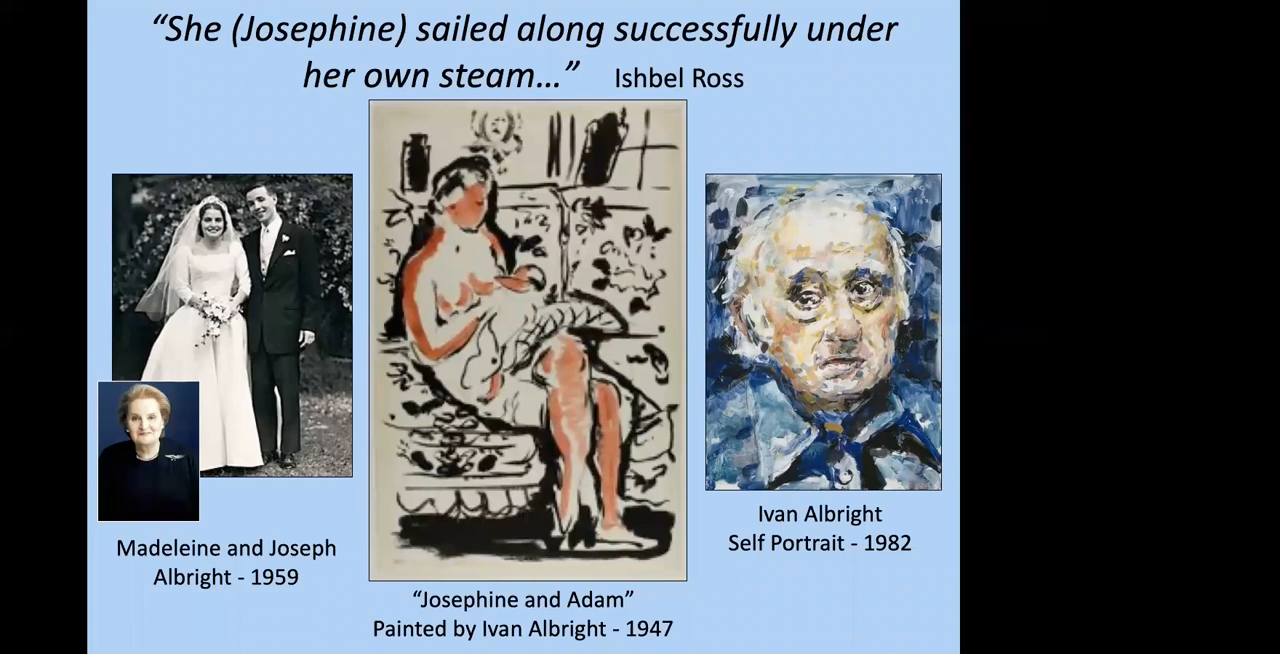 “She (Josephine) sailed along successfully under
her own steam…” Ishbel Ross
Madeleine and Joseph
Albright - 1959
“Josephine and Adam”
Painted by Ivan Albright - 1947
Ivan Albright
Self Portrait - 1982